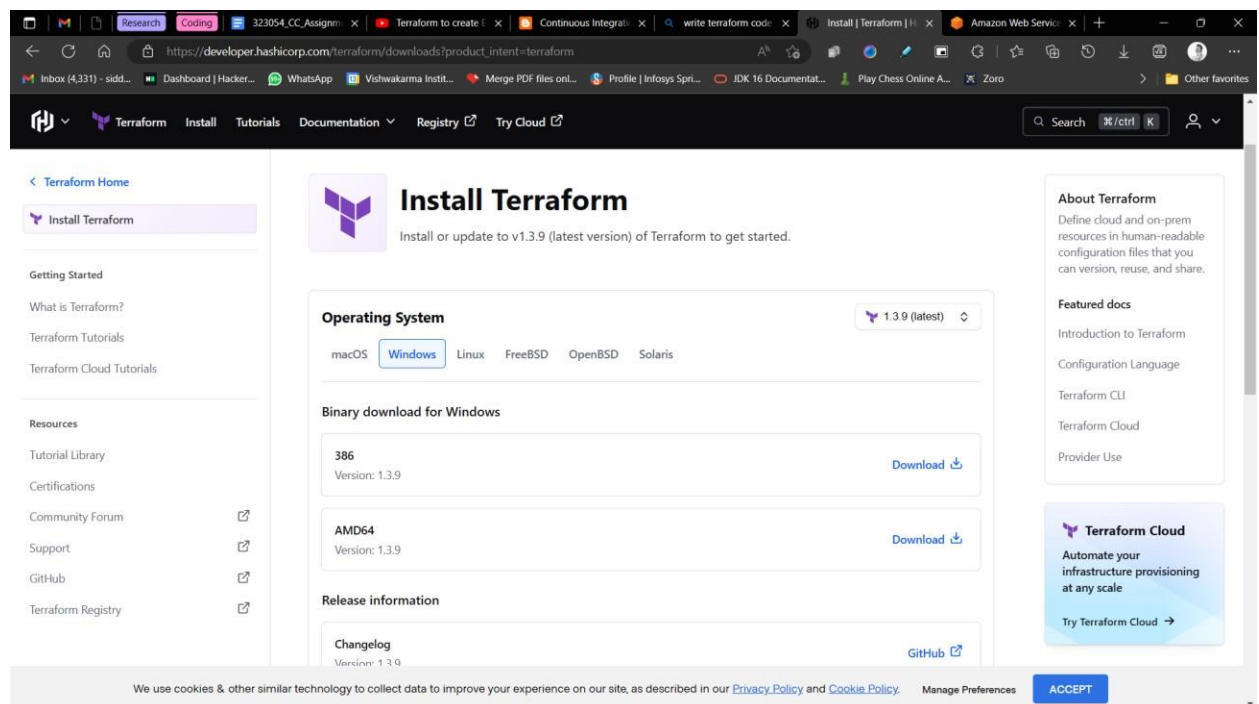 Research
Coding
323054_CC_Assignm
Terraform to create E
Continuous Integrati
write terraform code
Install | Terraform | H
Amazon Web Service
https://developer.hashicorp.com/terraform/downloads?product_intent=terraform
Inbox (4,331) - sidd...
Dashboard | Hacker...
WhatsApp
Vishwakarma Instit...
Merge PDF files onl...
Profile | Infosys Spri...
JDK 16 Documentat...
Play Chess Online A...
Zoro
Other favorites
Terraform
Install
Tutorials
Documentation
Registry
Try Cloud
Search
⌘/ctrl
K
Terraform Home
Install Terraform
Getting Started
What is Terraform?
Terraform Tutorials
Terraform Cloud Tutorials
Resources
Tutorial Library
Certifications
Community Forum
Support
GitHub
Terraform Registry
Install Terraform
Install or update to v1.3.9 (latest version) of Terraform to get started.
Operating System
1.3.9 (latest)
macOS
Windows
Linux
FreeBSD
OpenBSD
Solaris
Binary download for Windows
386
Version: 1.3.9
Download
AMD64
Version: 1.3.9
Download
Release information
Changelog
Version: 1.3.9
GitHub
About Terraform
Define cloud and on-prem
resources in human-readable
configuration files that you
can version, reuse, and share.
Featured docs
Introduction to Terraform
Configuration Language
Terraform CLI
Terraform Cloud
Provider Use
Terraform Cloud
Automate your
infrastructure provisioning
at any scale
Try Terraform Cloud →
We use cookies & other similar technology to collect data to improve your experience on our site, as described in our Privacy Policy and Cookie Policy.
Manage Preferences
ACCEPT